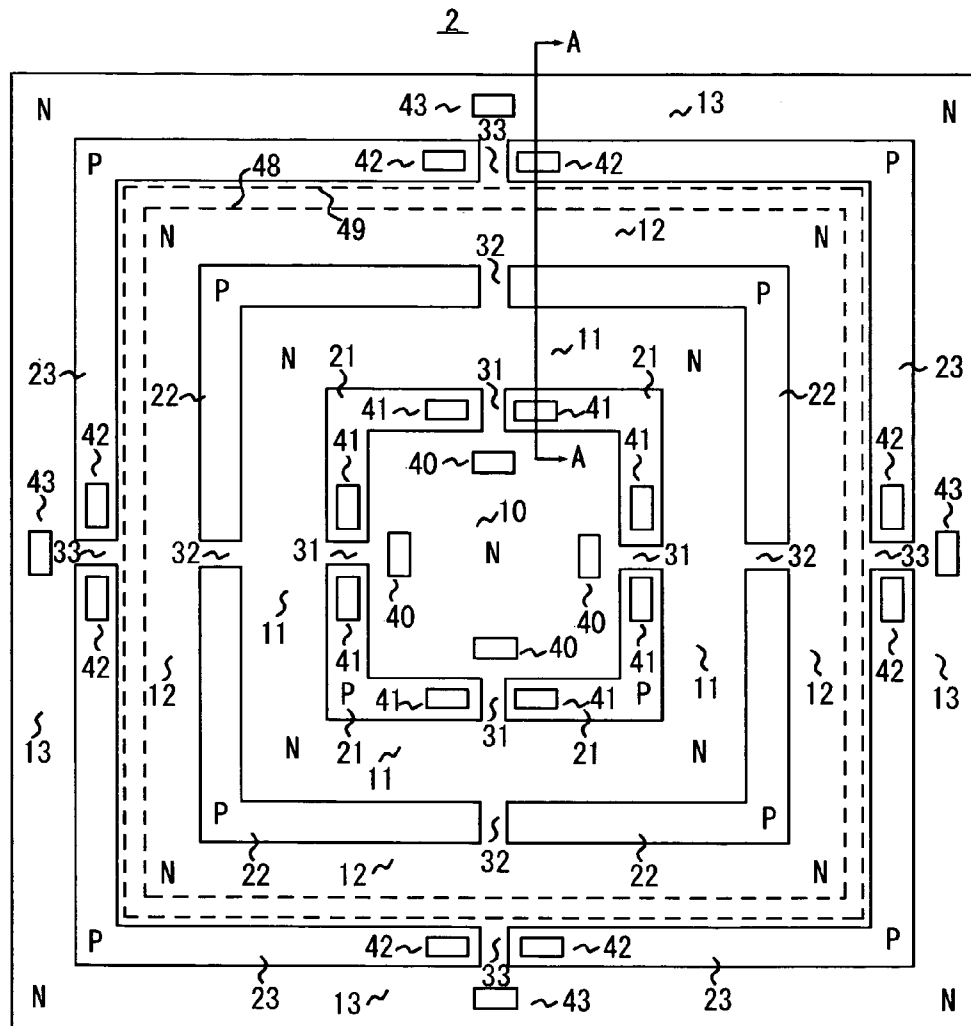 2
A
N 43 13 N
33
P 42 42 P
48
49
N 12 N
32
P P
11
23 22 N 21 31 21 N 22 23
41 41
42 41 40 A 41 42
43 10 43
33 32 31 N 31 32 33
40 40
11 40 11
42 12 41 41 12 42
13 P 41 41 P 13
31
N 21 11 21 N
P P
32
N 22 12 22 N
P 42 42 P
33
N 23 13 43 23 N